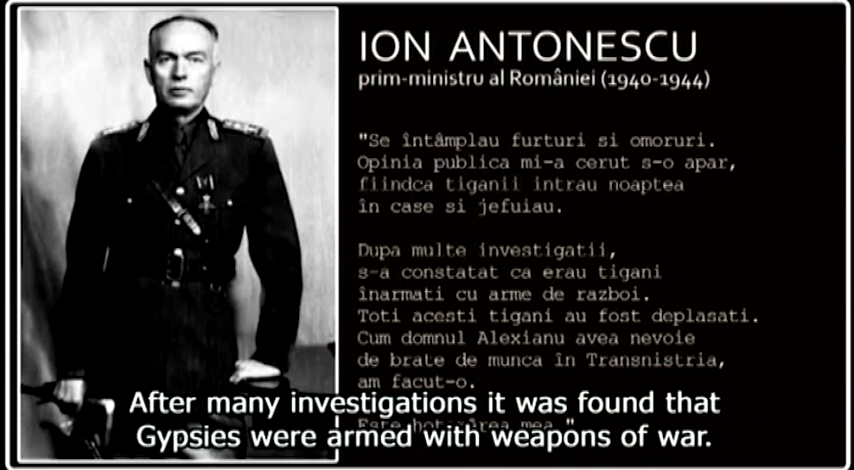 ION ANTONESCU
prim-ministru al României (1940-1944)
"Se întâmplau furturi si omoruri.
Opinia publica mi-a cerut s-o apar,
fiindca tiganii intrau noaptea
în case si jefuiau.
Dupa multe investigatii,
s-a constatat ca erau tigani
înarmati cu arme de razboi.
Toti acesti tigani au fost deplasati.
Cum domnul Alexianu avea nevoie
de brate de munca în Transnistria,
am facut-o.
Este hotărârea mea."
After many investigations it was found that
Gypsies were armed with weapons of war.